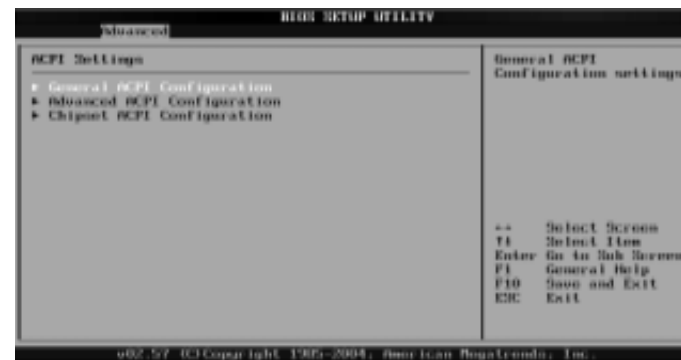 BIOS SETUP UTILITY
Advanced
ACPI Settings
General ACPI Configuration
Advanced ACPI Configuration
Chipset ACPI Configuration
General ACPI
Configuration settings
↔ Select Screen
↑↓ Select Item
Enter Go to Sub Screen
F1 General Help
F10 Save and Exit
ESC Exit
v02.57 (C)Copyright 1985-2004, American Megatrends, Inc.